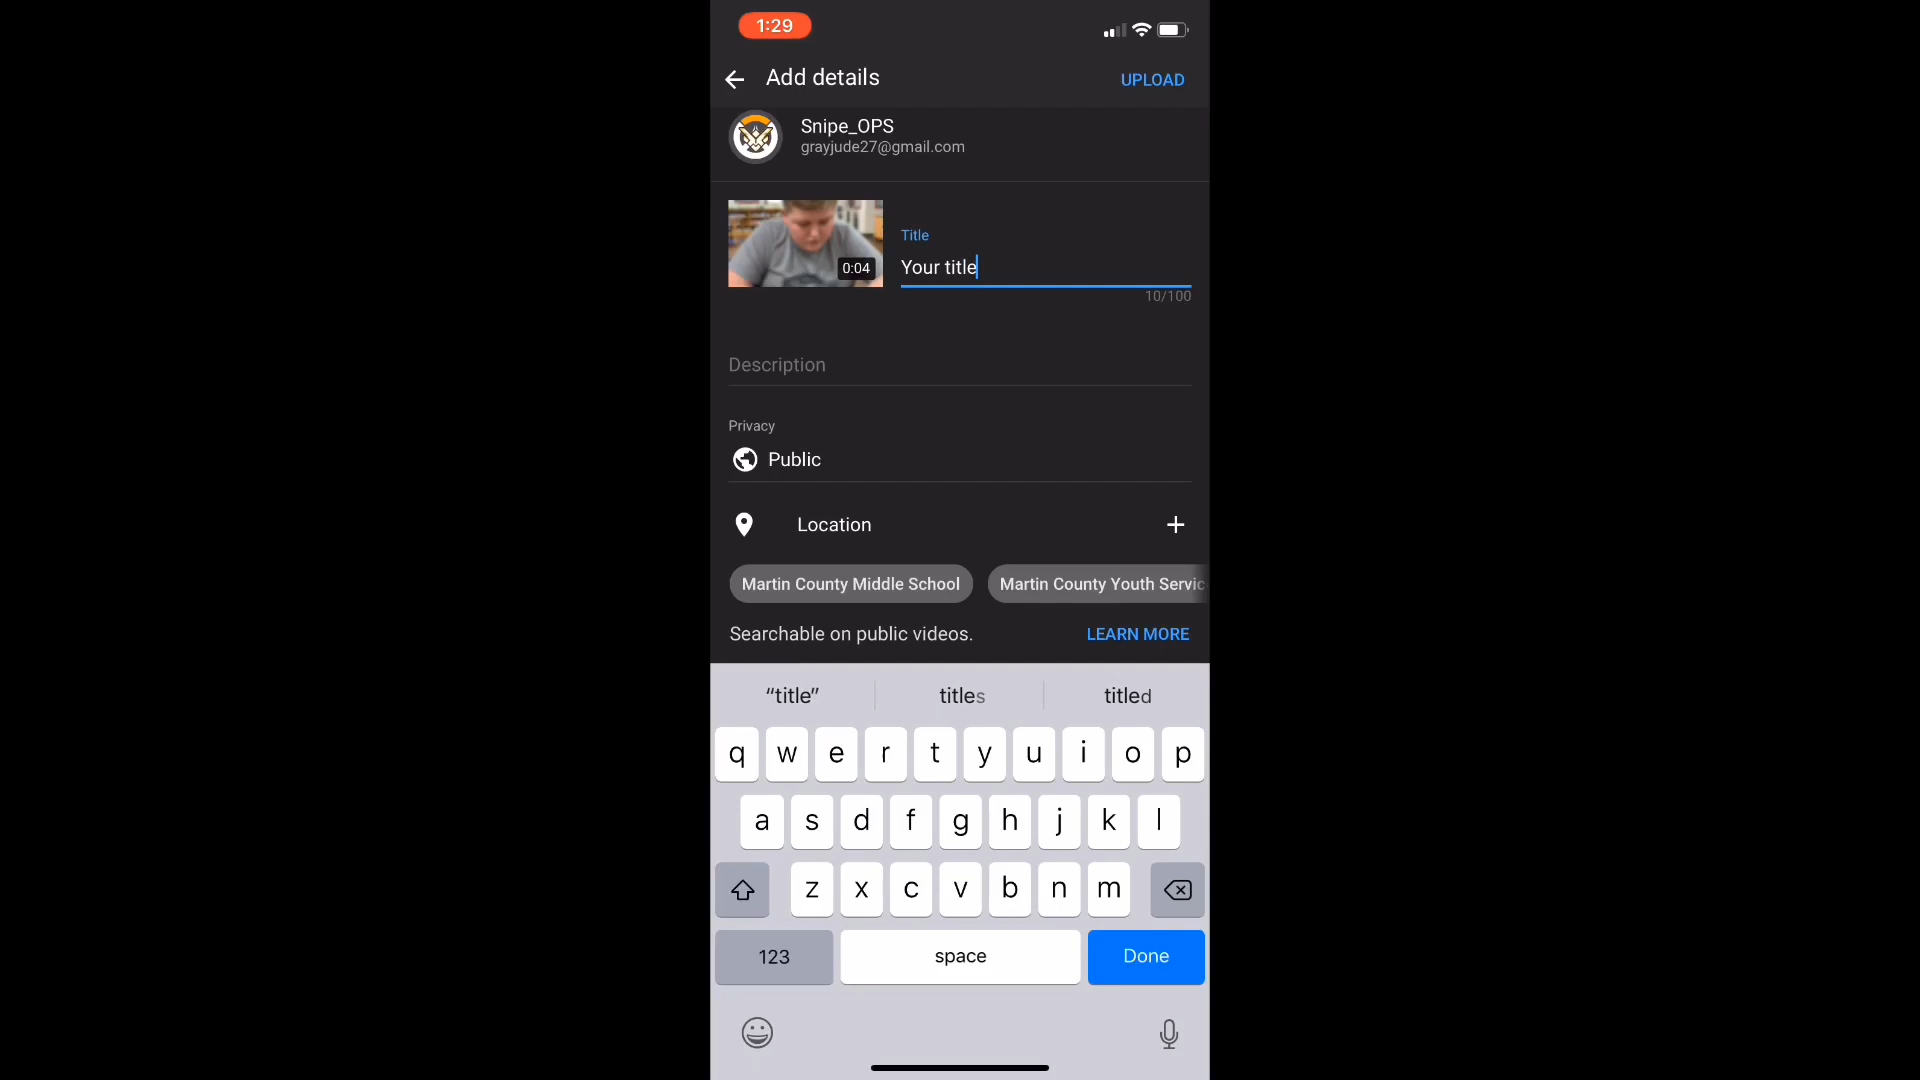 1:29
Add details
UPLOAD
Snipe_OPS
grayjude27@gmail.com
0:04
Title
Your title
10/100
Description
Privacy
Public
Location
Martin County Middle School
Martin County Youth Servic
Searchable on public videos.
LEARN MORE
“title”
titles
titled
q w e r t y u i o p
a s d f g h j k l
z x c v b n m
123
space
Done